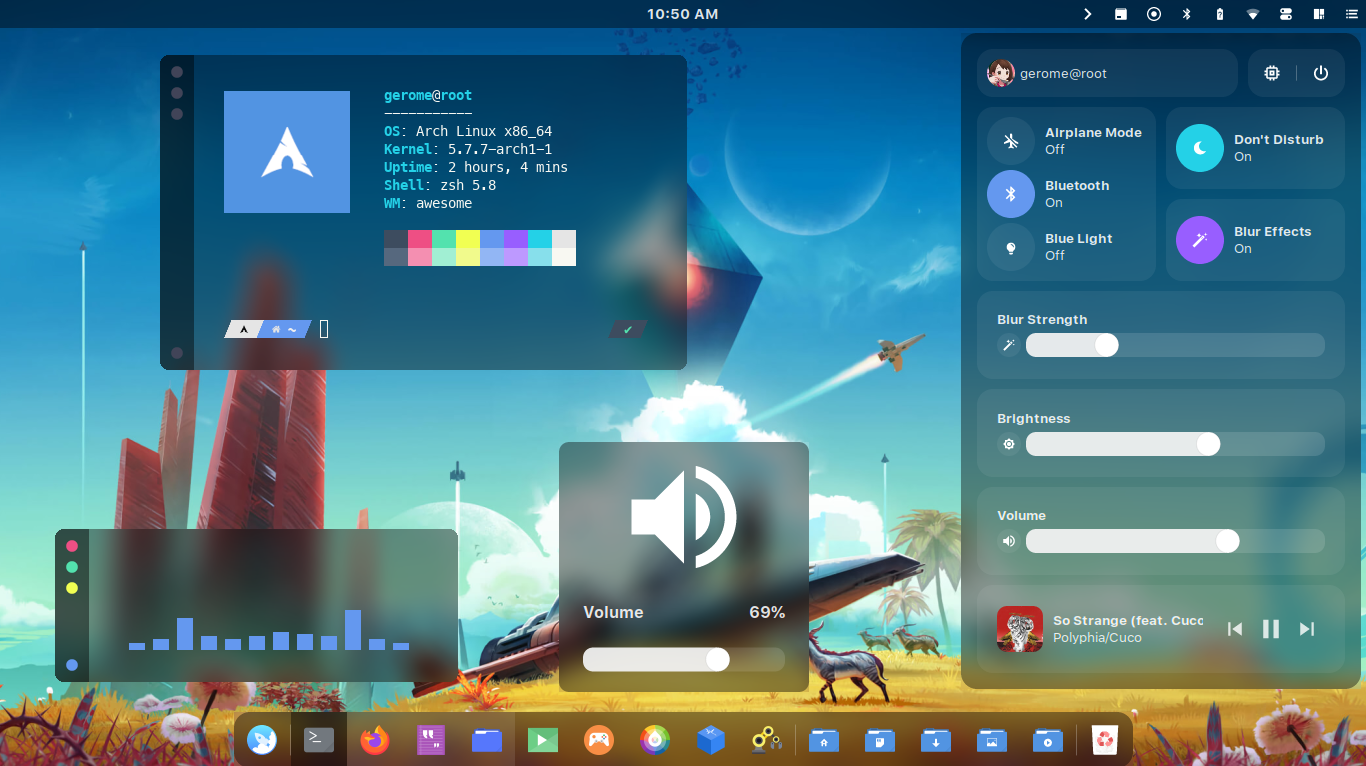 10:50 AM
gerome@root
-----------
OS: Arch Linux x86_64
Kernel: 5.7.7-arch1-1
Uptime: 2 hours, 4 mins
Shell: zsh 5.8
WM: awesome
~
gerome@root
Airplane Mode
Off
Bluetooth
On
Blue Light
Off
Don't Disturb
On
Blur Effects
On
Blur Strength
Brightness
Volume
So Strange (feat. Cuco
Polyphia/Cuco
Volume 69%